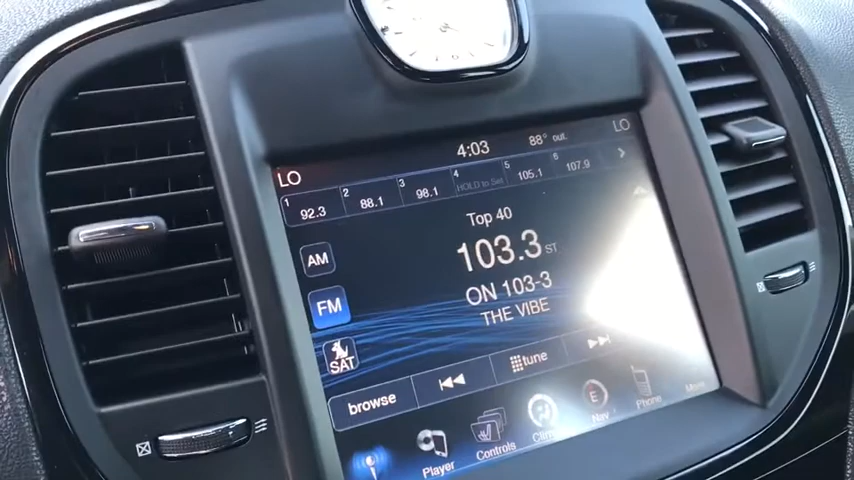 4:03 88° out. LO
LO
1 92.3 2 88.1 3 98.1 4 HOLD to Set 5 105.1 6 107.9
Top 40
103.3 ST
AM
ON 103-3
FM
THE VIBE
SAT
browse tune
Player Controls Climate E Nav Phone More